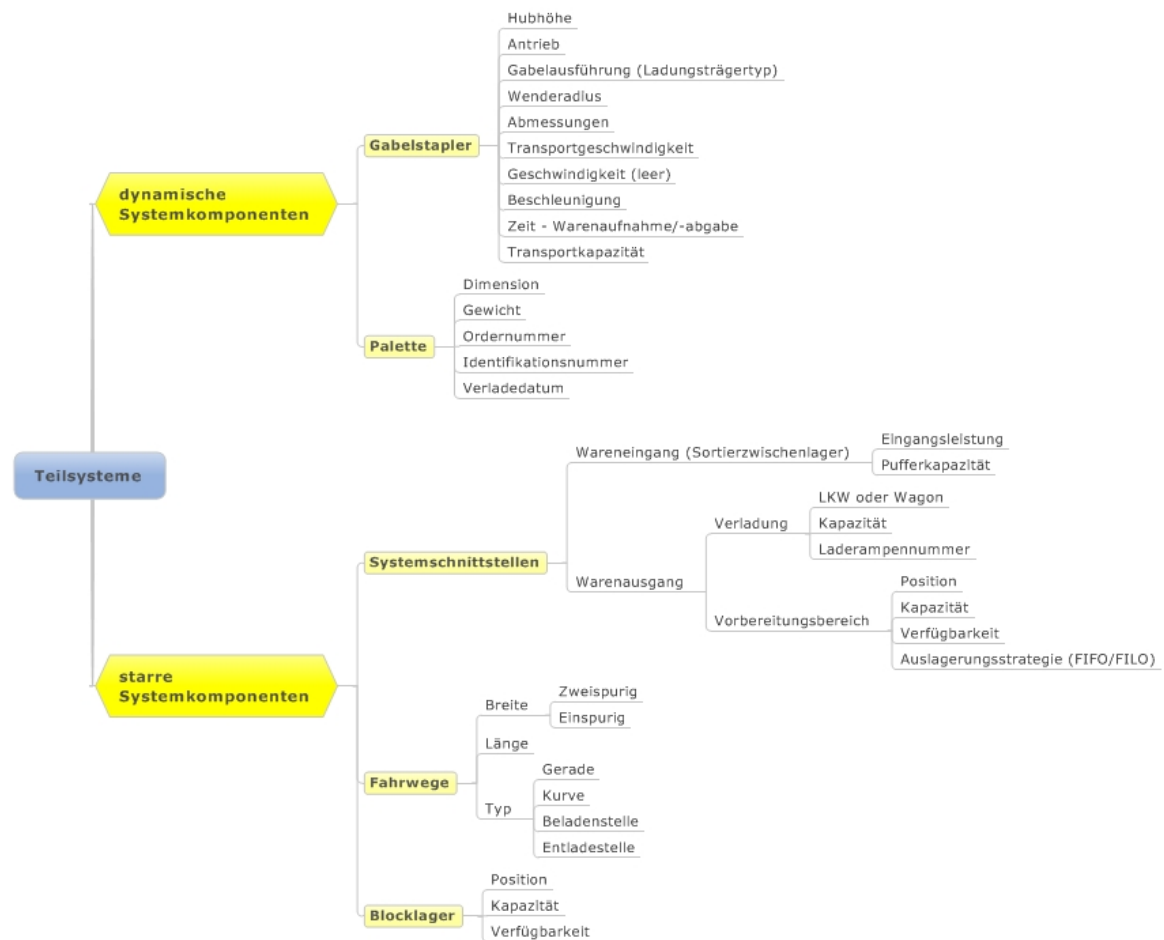 Teilsysteme
dynamische
Systemkomponenten
Gabelstapler
Hubhöhe
Antrieb
Gabelausführung (Ladungsträgertyp)
Wenderadius
Abmessungen
Transportgeschwindigkeit
Geschwindigkeit (leer)
Beschleunigung
Zeit - Warenaufnahme/-abgabe
Transportkapazität
Palette
Dimension
Gewicht
Ordernummer
Identifikationsnummer
Verladedatum
starre
Systemkomponenten
Systemschnittstellen
Wareneingang (Sortierzwischenlager)
Eingangsleistung
Pufferkapazität
Warenausgang
Verladung
LKW oder Wagon
Kapazität
Laderampennummer
Vorbereitungsbereich
Position
Kapazität
Verfügbarkeit
Auslagerungsstrategie (FIFO/FILO)
Fahrwege
Breite
Zweispurig
Einspurig
Länge
Typ
Gerade
Kurve
Beladenstelle
Entladestelle
Blocklager
Position
Kapazität
Verfügbarkeit